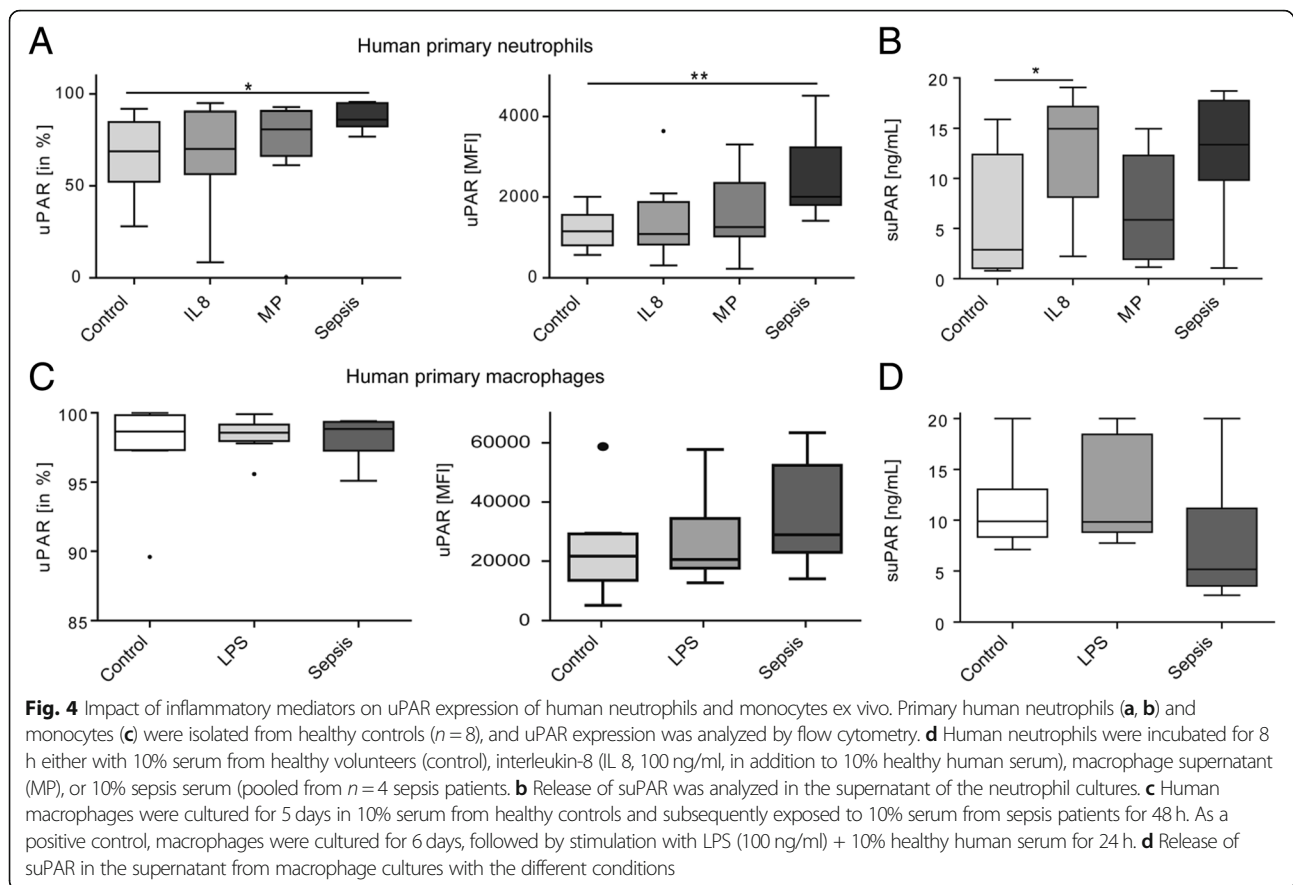 A
Human primary neutrophils
B
*
**
*
uPAR [in %]
100
50
0
Control
IL8
MP
Sepsis
uPAR [MFI]
4000
2000
0
Control
IL8
MP
Sepsis
suPAR [ng/mL]
20
15
10
5
0
Control
IL8
MP
Sepsis
C
Human primary macrophages
D
uPAR [in %]
100
95
90
85
Control
LPS
Sepsis
uPAR [MFI]
60000
40000
20000
0
Control
LPS
Sepsis
suPAR [ng/mL]
20
15
10
5
0
Control
LPS
Sepsis
Fig. 4 Impact of inflammatory mediators on uPAR expression of human neutrophils and monocytes ex vivo. Primary human neutrophils (a, b) and
monocytes (c) were isolated from healthy controls (n = 8), and uPAR expression was analyzed by flow cytometry. d Human neutrophils were incubated for 8
h either with 10% serum from healthy volunteers (control), interleukin-8 (IL 8, 100 ng/ml, in addition to 10% healthy human serum), macrophage supernatant
(MP), or 10% sepsis serum (pooled from n = 4 sepsis patients. b Release of suPAR was analyzed in the supernatant of the neutrophil cultures. c Human
macrophages were cultured for 5 days in 10% serum from healthy controls and subsequently exposed to 10% serum from sepsis patients for 48 h. As a
positive control, macrophages were cultured for 6 days, followed by stimulation with LPS (100 ng/ml) + 10% healthy human serum for 24 h. d Release of
suPAR in the supernatant from macrophage cultures with the different conditions